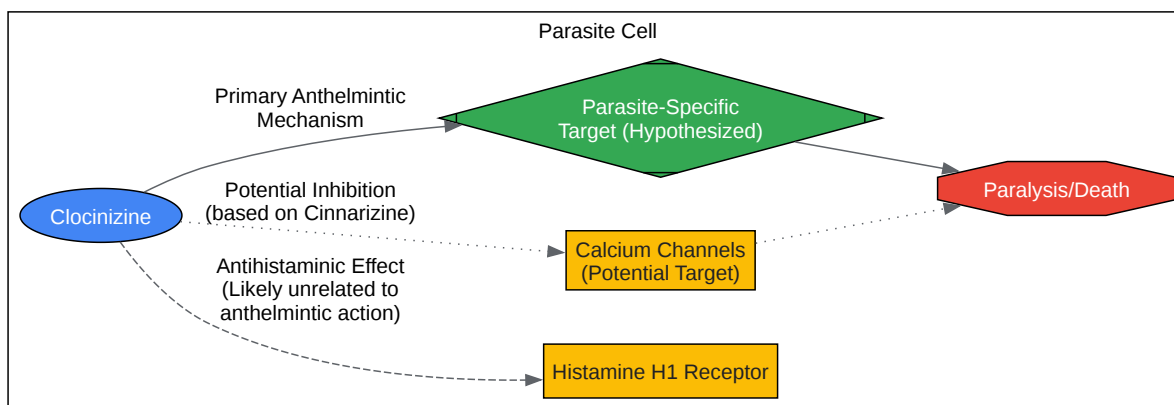 Parasite Cell
Primary Anthelmintic
Mechanism
Parasite-Specific
Target (Hypothesized)
Clocinizine
Potential Inhibition
(based on Cinnarizine)
Paralysis/Death
Calcium Channels
(Potential Target)
Antihistaminic Effect
(Likely unrelated to
anthelmintic action)
Histamine H1 Receptor